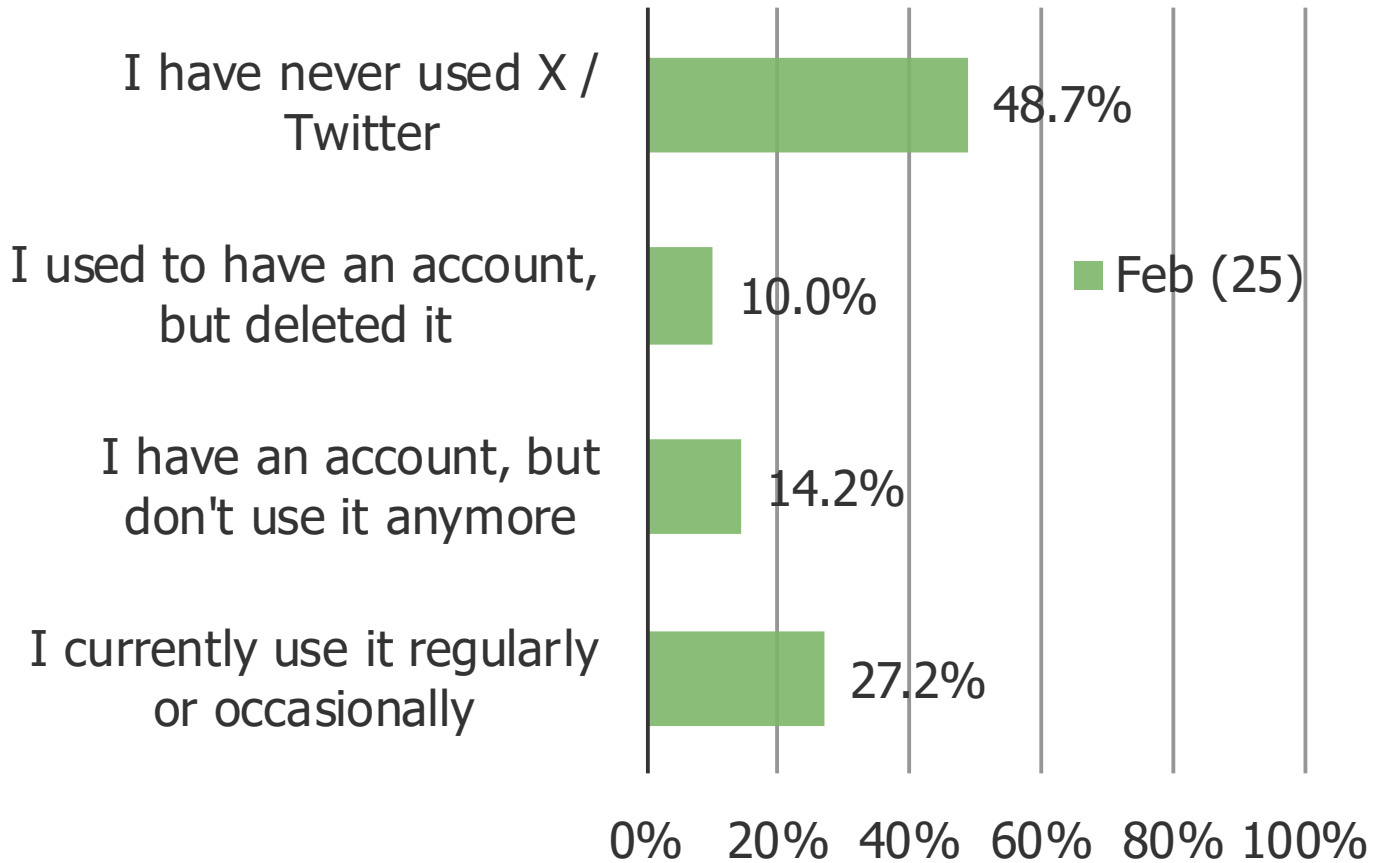 I have never used X /
Twitter
48.7%
I used to have an account,
but deleted it
10.0%
Feb (25)
I have an account, but
don't use it anymore
14.2%
I currently use it regularly
or occasionally
27.2%
0% 20% 40% 60% 80% 100%